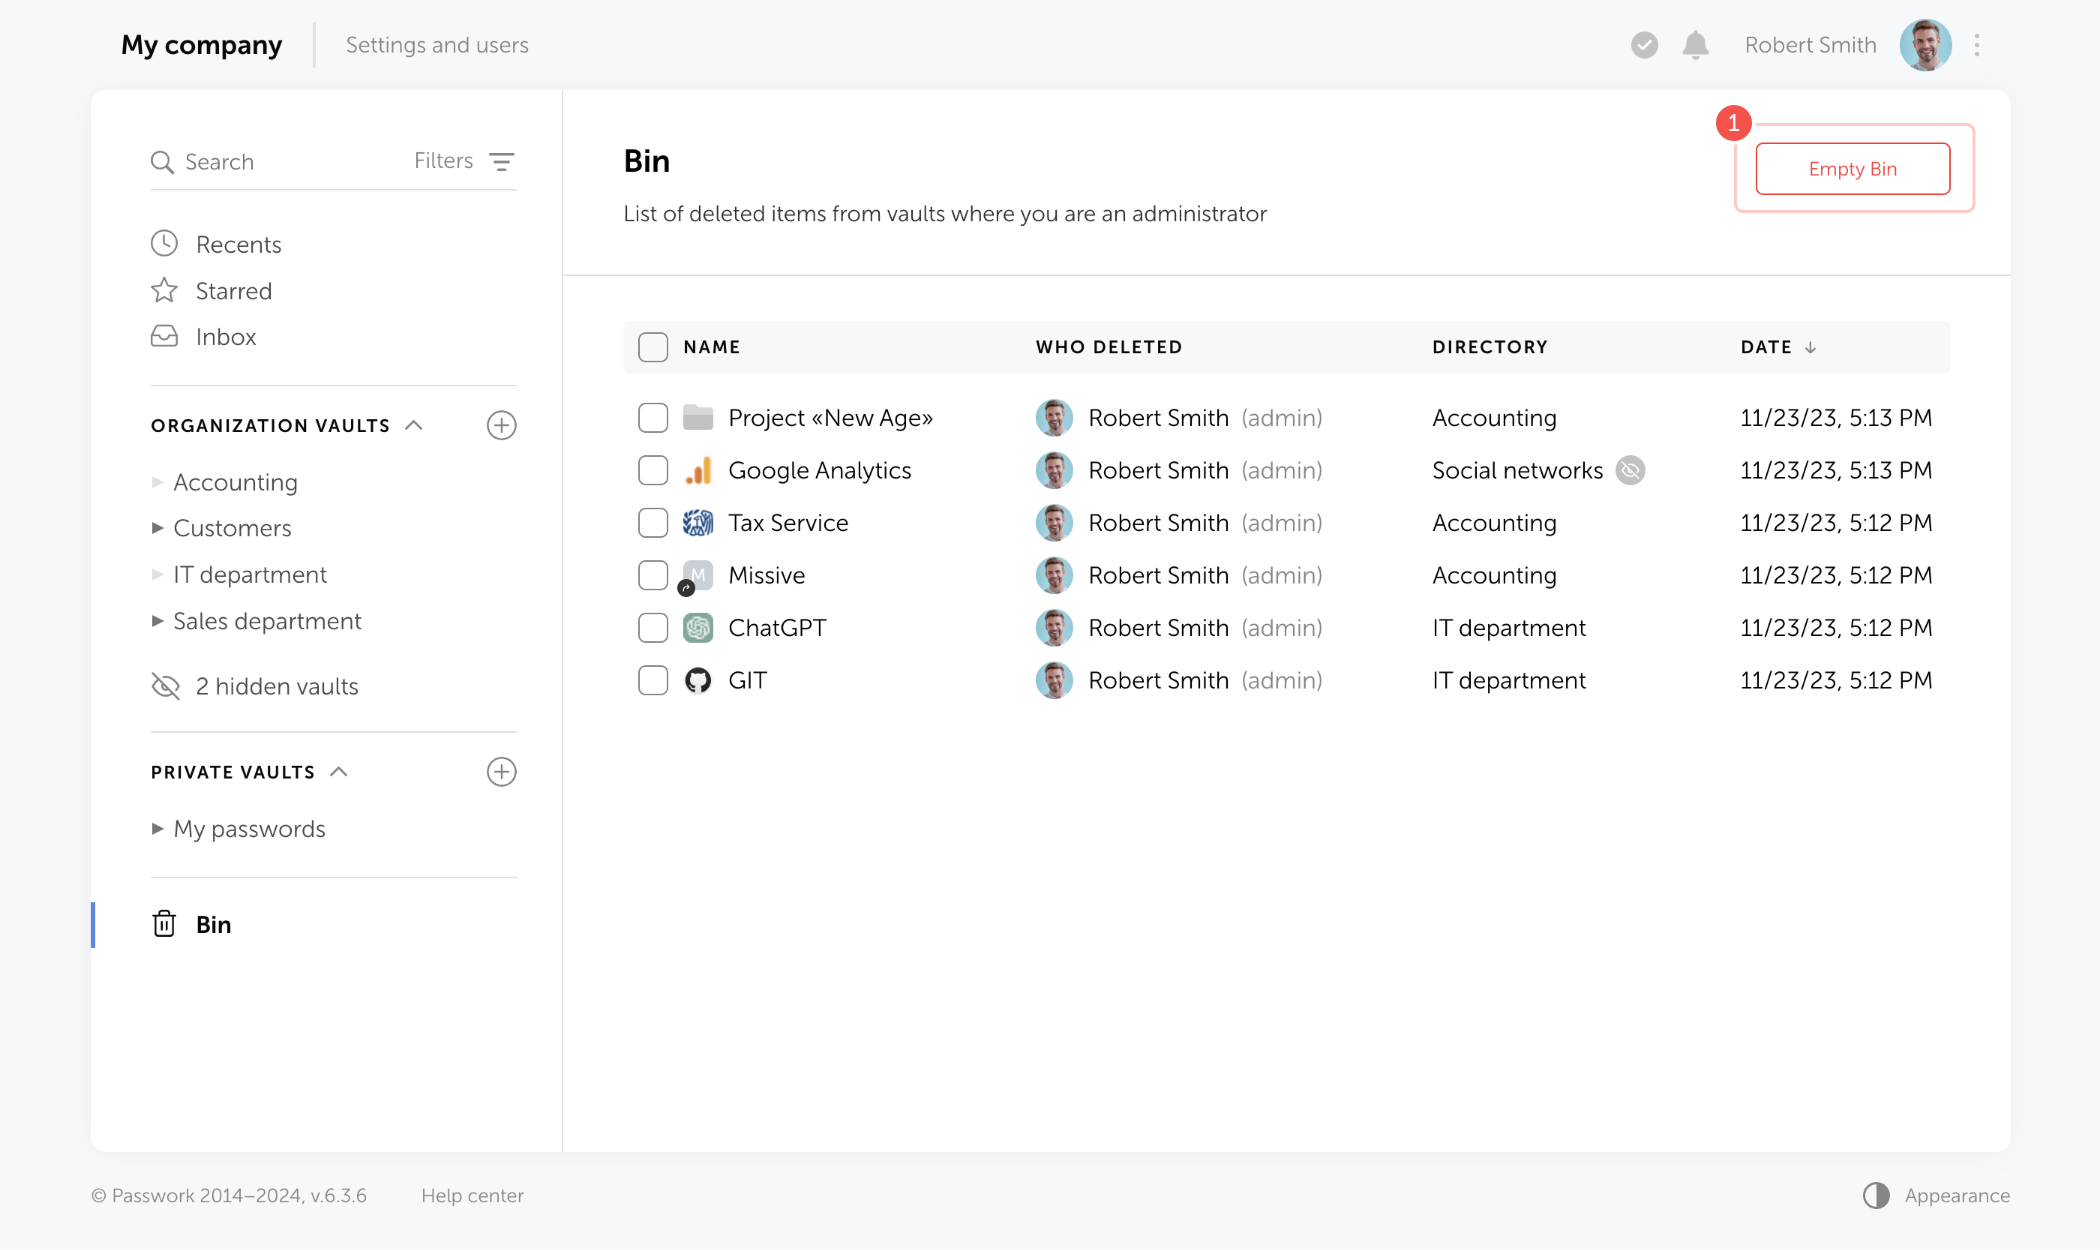 My company
Settings and users
Robert Smith
Search
Filters
Recents
Starred
Inbox
ORGANIZATION VAULTS
Accounting
Customers
IT department
Sales department
2 hidden vaults
PRIVATE VAULTS
My passwords
Bin
Bin
List of deleted items from vaults where you are an administrator
1
Empty Bin
NAME WHO DELETED DIRECTORY DATE
Project «New Age» Robert Smith (admin) Accounting 11/23/23, 5:13 PM
Google Analytics Robert Smith (admin) Social networks 11/23/23, 5:13 PM
Tax Service Robert Smith (admin) Accounting 11/23/23, 5:12 PM
M Missive Robert Smith (admin) Accounting 11/23/23, 5:12 PM
ChatGPT Robert Smith (admin) IT department 11/23/23, 5:12 PM
GIT Robert Smith (admin) IT department 11/23/23, 5:12 PM
© Passwork 2014–2024, v.6.3.6
Help center
Appearance